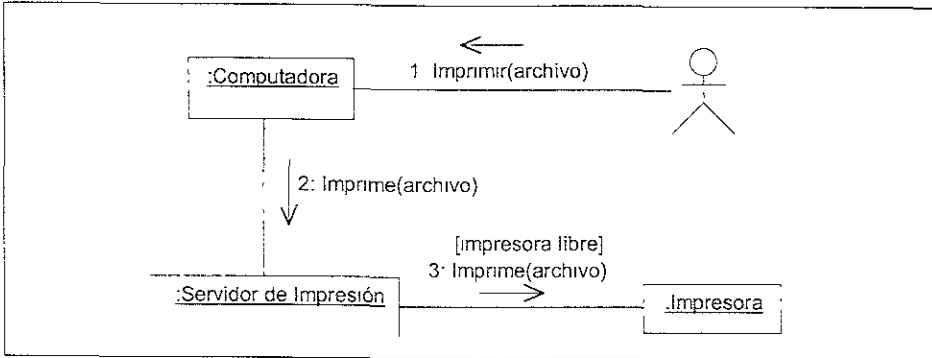 :Computadora
1 Imprimir(archivo)
2: Imprime(archivo)
[impresora libre]
3: Imprime(archivo)
:Servidor de Impresión
:Impresora